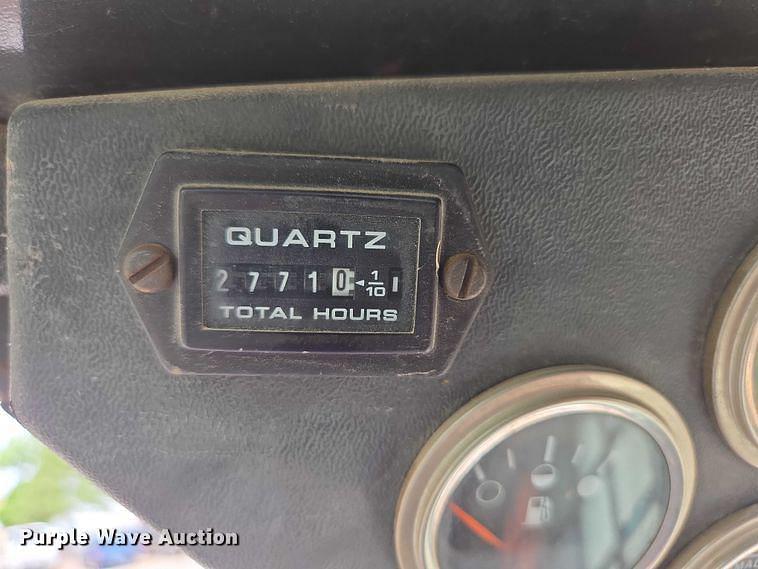 QUARTZ
27710 ◄ 1/10
TOTAL HOURS
Purple Wave Auction